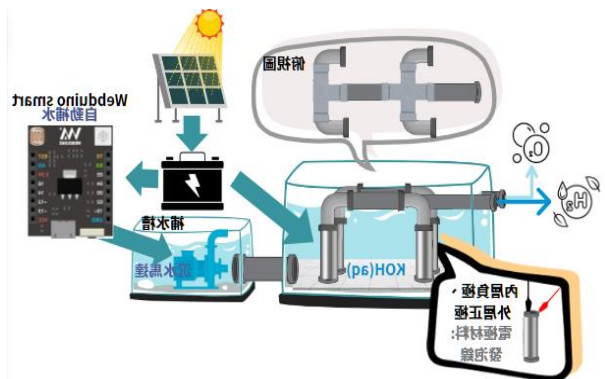 俯視圖
Webduino smart
自動補水
O₂
H₂
補水槽
沉水馬達
KOH(aq)
內層負極、
外層正極
電極材料:
發泡鎳